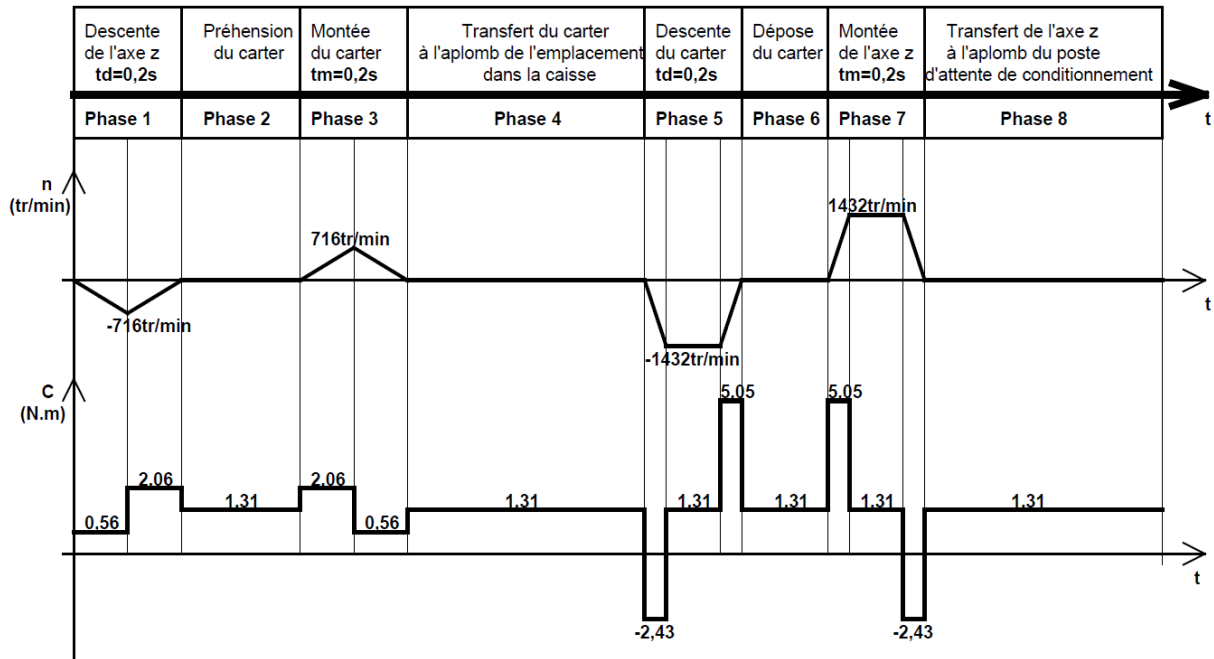 Descente
de l'axe z
td=0,2s
Préhension
du carter
Montée
du carter
tm=0,2s
Transfert du carter
à l'aplomb de l'emplacement
dans la caisse
Descente
du carter
td=0,2s
Dépose
du carter
Montée
de l'axe z
tm=0,2s
Transfert de l'axe z
à l'aplomb du poste
d'attente de conditionnement
Phase 1
Phase 2
Phase 3
Phase 4
Phase 5
Phase 6
Phase 7
Phase 8
t
n
(tr/min)
-716tr/min
716tr/min
-1432tr/min
1432tr/min
t
C
(N.m)
0,56
2,06
1,31
2,06
0,56
1,31
-2,43
1,31
5,05
1,31
5,05
1,31
-2,43
1,31
t